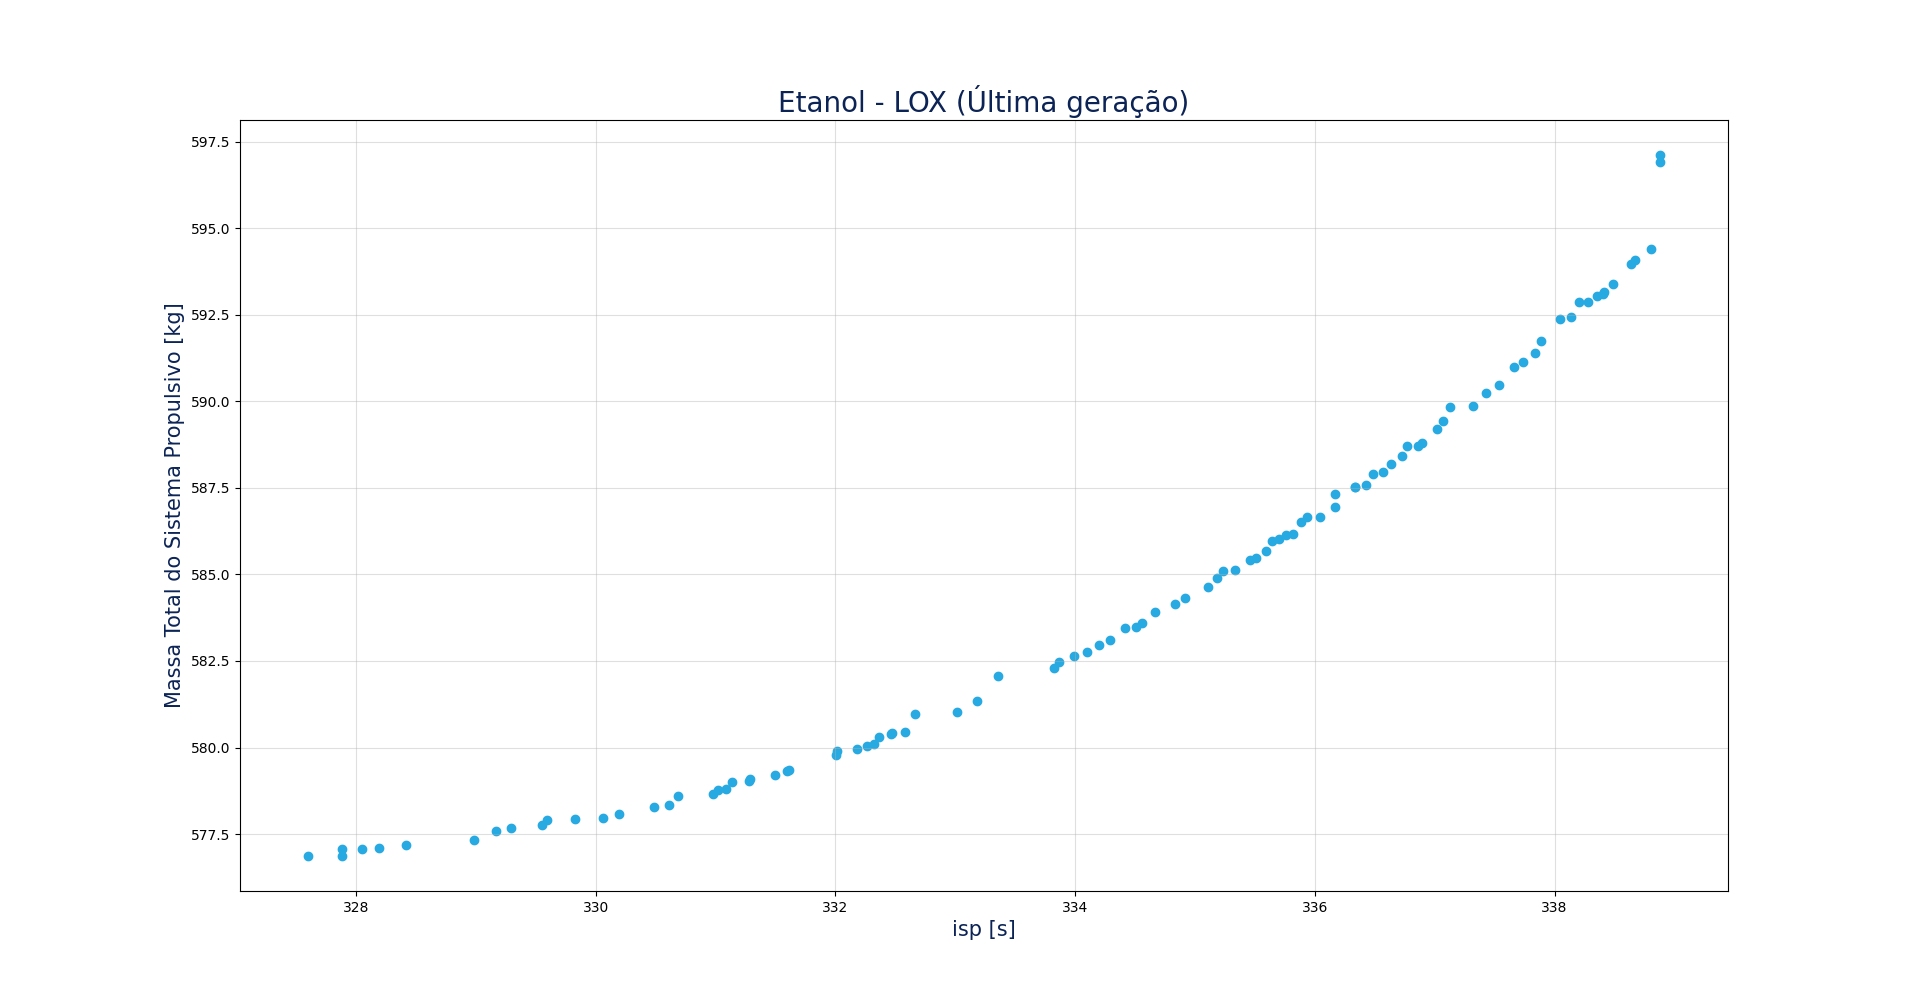 Etanol - LOX (Última geração)
Massa Total do Sistema Propulsivo [kg]
597.5
595.0
592.5
590.0
587.5
585.0
582.5
580.0
577.5
328 330 332 334 336 338
isp [s]